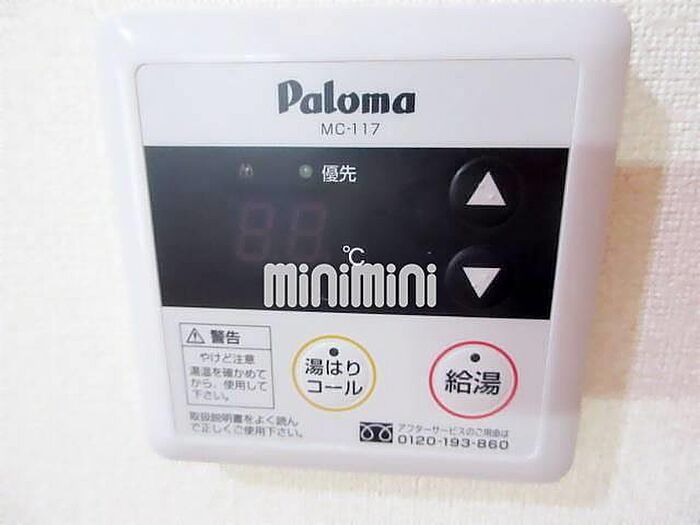 Paloma
MC-117
優先
℃
minimini
警告
やけど注意
湯温を確かめて
から、使用して
下さい。
取扱説明書をよく読ん
で正しくご使用下さい。
湯はり
コール
給湯
アフターサービスのご用命は
0120-193-860